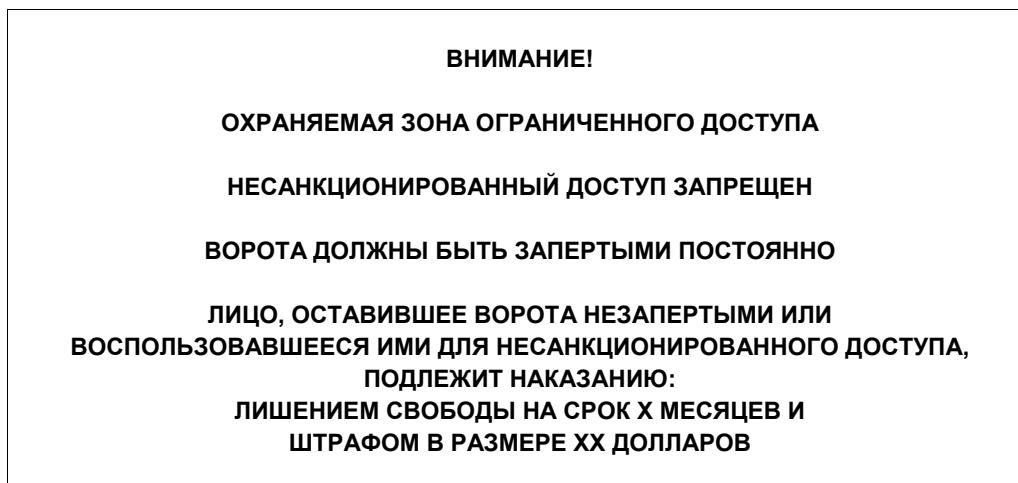 ВНИМАНИЕ!
ОХРАНЯЕМАЯ ЗОНА ОГРАНИЧЕННОГО ДОСТУПА
НЕСАНКЦИОНИРОВАННЫЙ ДОСТУП ЗАПРЕЩЕН
ВОРОТА ДОЛЖНЫ БЫТЬ ЗАПЕРТЫМИ ПОСТОЯННО
ЛИЦО, ОСТАВИВШЕЕ ВОРОТА НЕЗАПЕРТЫМИ ИЛИ
ВОСПОЛЬЗОВАВШЕЕСЯ ИМИ ДЛЯ НЕСАНКЦИОНИРОВАННОГО ДОСТУПА,
ПОДЛЕЖИТ НАКАЗАНИЮ:
ЛИШЕНИЕМ СВОБОДЫ НА СРОК X МЕСЯЦЕВ И
ШТРАФОМ В РАЗМЕРЕ XX ДОЛЛАРОВ